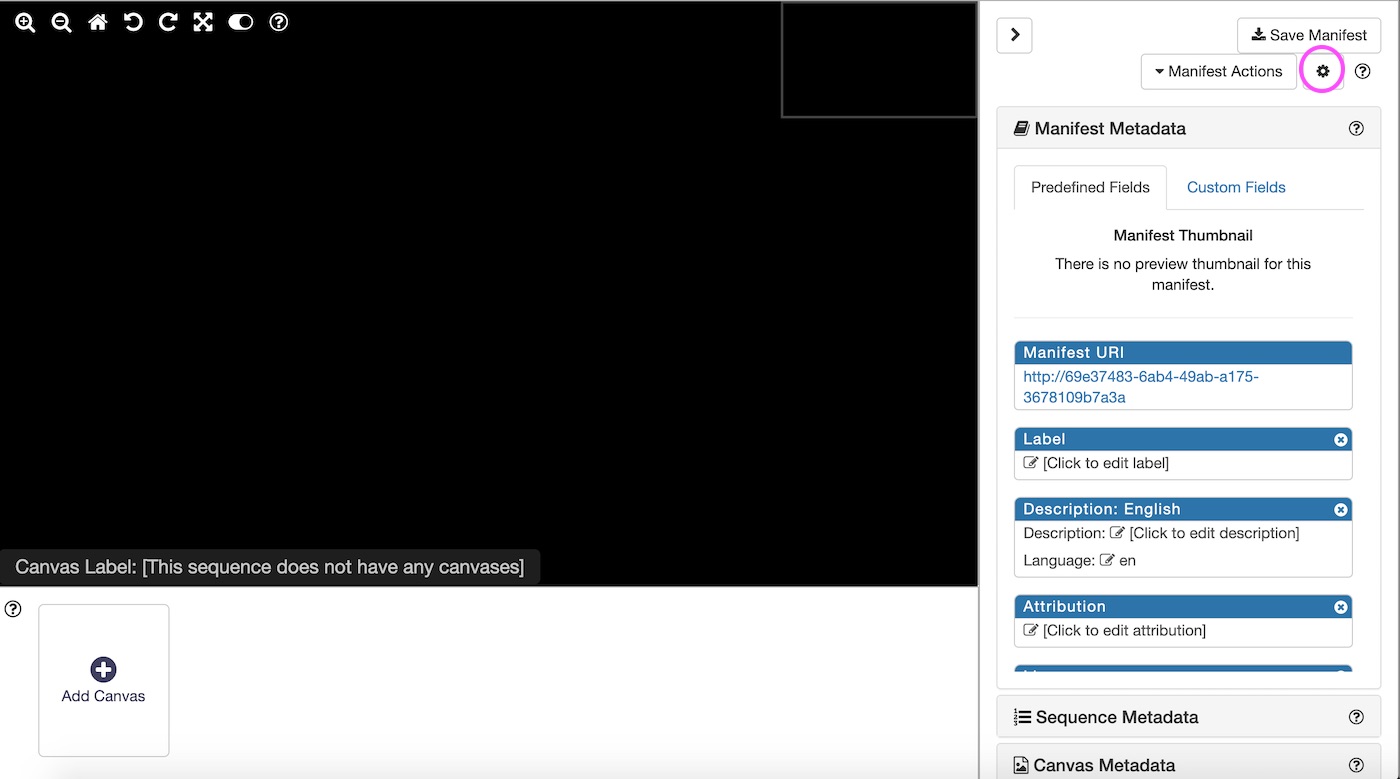 Save Manifest
Manifest Actions
Manifest Metadata
Predefined Fields
Custom Fields
Manifest Thumbnail
There is no preview thumbnail for this
manifest.
Manifest URI
http://69e37483-6ab4-49ab-a175-
3678109b7a3a
Label
[Click to edit label]
Description: English
Description: [Click to edit description]
Language: en
Attribution
[Click to edit attribution]
Sequence Metadata
Canvas Metadata
Canvas Label: [This sequence does not have any canvases]
Add Canvas